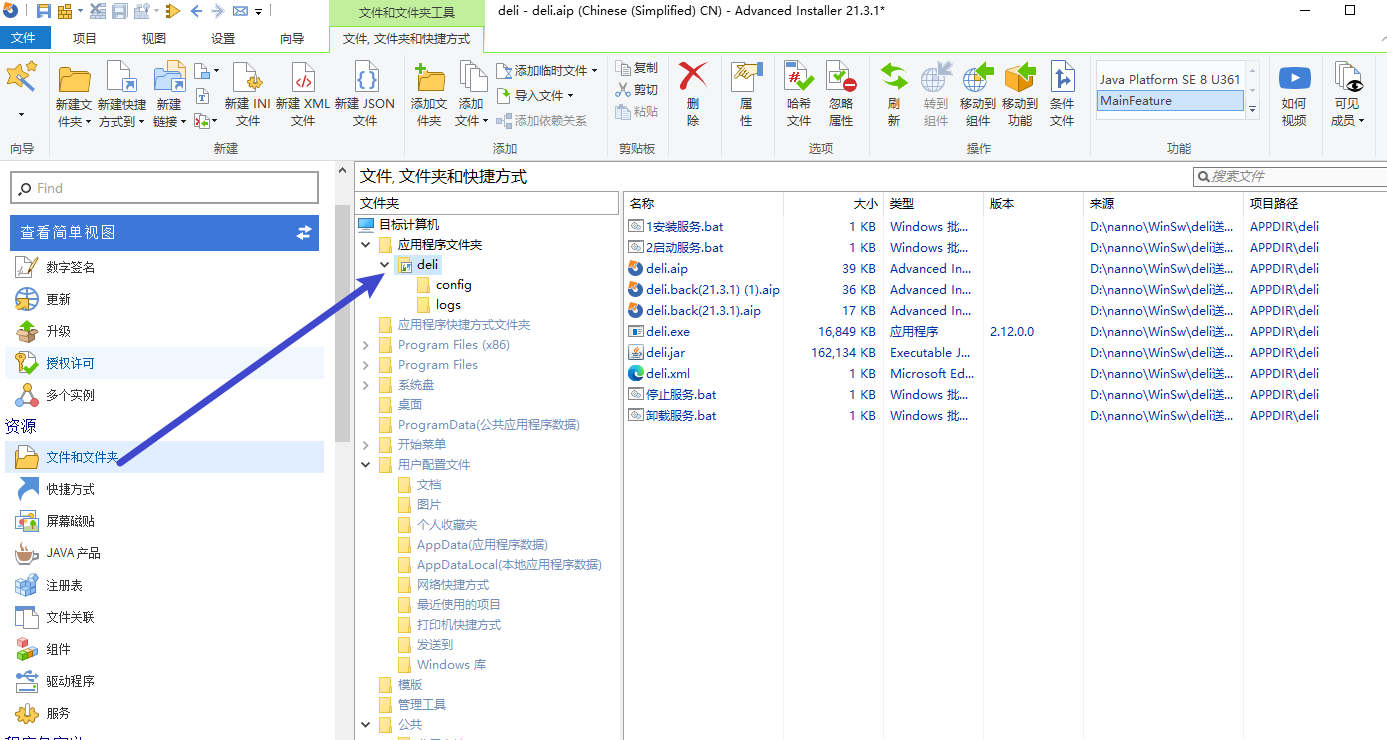 文件和文件夹工具
deli - deli.aip (Chinese (Simplified) CN) - Advanced Installer 21.3.1*
文件
项目
视图
设置
向导
文件, 文件夹和快捷方式
新建文件夹
新建快捷方式到
新建链接
新建 INI 文件
新建 XML 文件
新建 JSON 文件
添加文件夹
添加文件
添加临时文件
导入文件
添加依赖关系
复制
剪切
粘贴
删除
属性
哈希文件
忽略属性
刷新
转到组件
移动到组件
移动到功能
条件文件
Java Platform SE 8 U361
MainFeature
如何视频
可见成员
向导
新建
添加
剪贴板
选项
操作
功能
Find
查看简单视图
数字签名
更新
升级
授权许可
多个实例
资源
文件和文件夹
快捷方式
屏幕磁贴
JAVA 产品
注册表
文件关联
组件
驱动程序
服务
文件, 文件夹和快捷方式
搜索文件
文件夹
目标计算机
应用程序文件夹
deli
config
logs
应用程序快捷方式文件夹
Program Files (x86)
Program Files
系统盘
桌面
ProgramData(公共应用程序数据)
开始菜单
用户配置文件
文档
图片
个人收藏夹
AppData(应用程序数据)
AppDataLocal(本地应用程序数据)
网络快捷方式
最近使用的项目
打印机快捷方式
发送到
Windows 库
模版
管理工具
公共
名称 大小 类型 版本 来源 项目路径
1安装服务.bat 1 KB Windows 批... D:\nanno\WinSw\deli送... APPDIR\deli
2启动服务.bat 1 KB Windows 批... D:\nanno\WinSw\deli送... APPDIR\deli
deli.aip 39 KB Advanced In... D:\nanno\WinSw\deli送... APPDIR\deli
deli.back(21.3.1) (1).aip 36 KB Advanced In... D:\nanno\WinSw\deli送... APPDIR\deli
deli.back(21.3.1).aip 17 KB Advanced In... D:\nanno\WinSw\deli送... APPDIR\deli
deli.exe 16,849 KB 应用程序 2.12.0.0 D:\nanno\WinSw\deli送... APPDIR\deli
deli.jar 162,134 KB Executable J... D:\nanno\WinSw\deli送... APPDIR\deli
deli.xml 1 KB Microsoft Ed... D:\nanno\WinSw\deli送... APPDIR\deli
停止服务.bat 1 KB Windows 批... D:\nanno\WinSw\deli送... APPDIR\deli
卸载服务.bat 1 KB Windows 批... D:\nanno\WinSw\deli送... APPDIR\deli